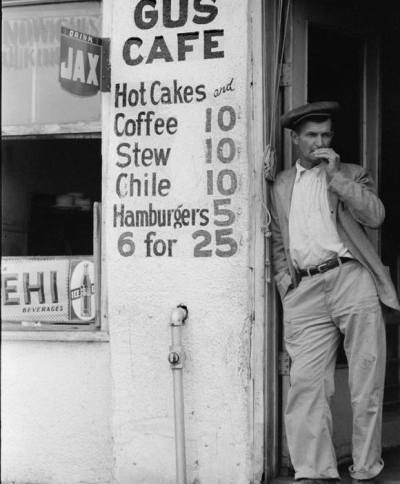 DRINK
JAX
GUS
CAFE
Hot Cakes and
Coffee 10
Stew 10
Chile 10
Hamburgers 5
6 for 25
EHI
BEVERAGES